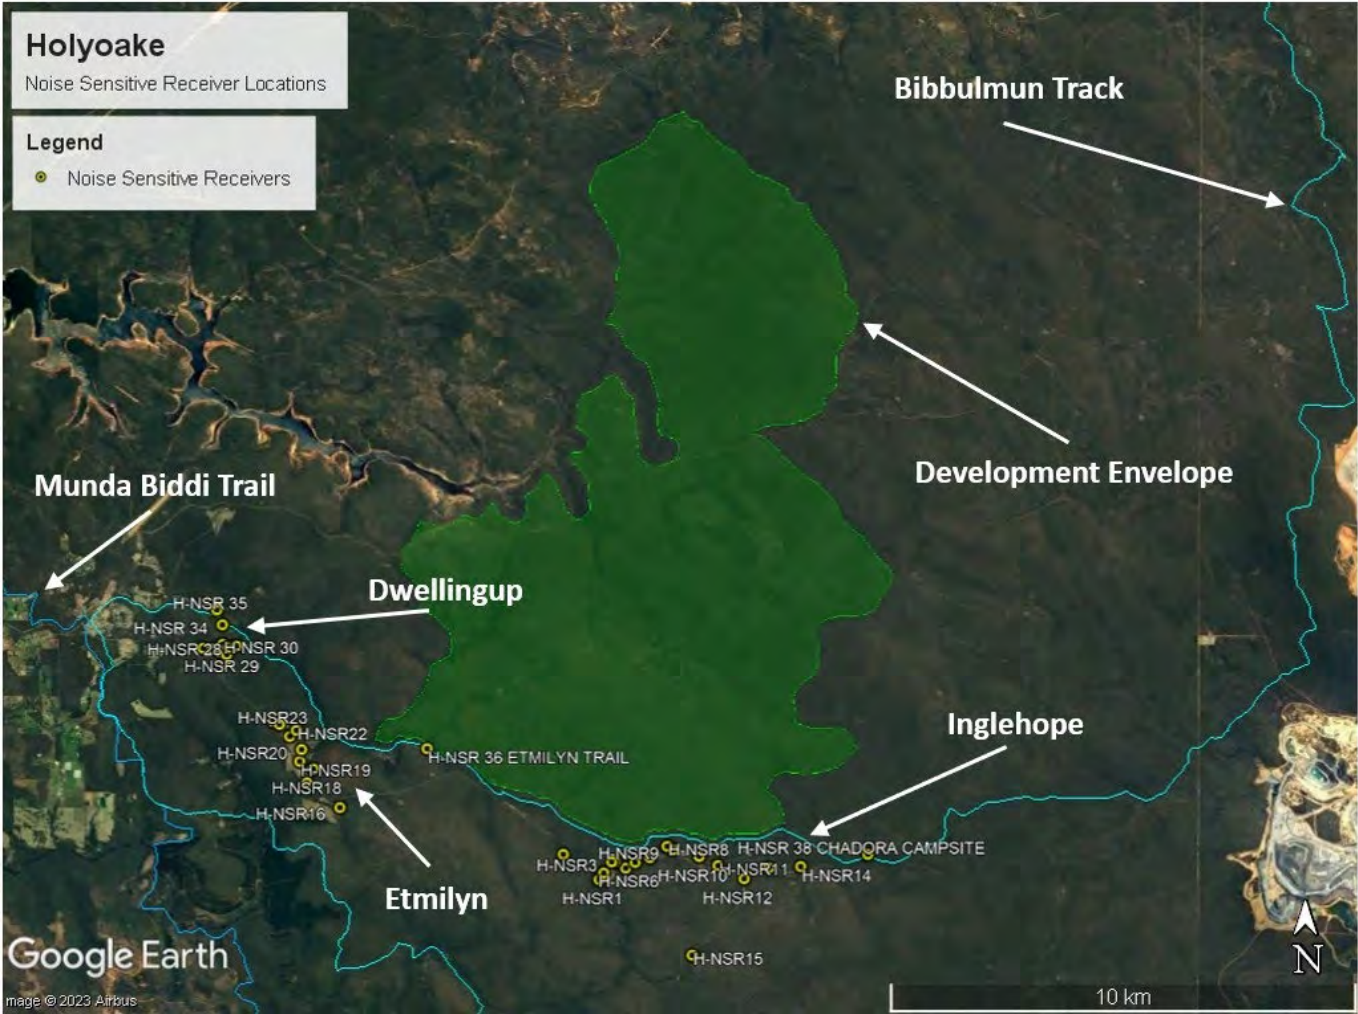 Holyoake
Noise Sensitive Receiver Locations
Legend
Noise Sensitive Receivers
Bibbulmun Track
Development Envelope
Munda Biddi Trail
Dwellingup
H-NSR 35
H-NSR 34
H-NSR 28
H-NSR 30
H-NSR 29
H-NSR23
H-NSR22
H-NSR20
H-NSR19
H-NSR18
H-NSR16
H-NSR 36 ETMILYN TRAIL
Inglehope
Etmilyn
H-NSR3
H-NSR9
H-NSR8
H-NSR 38 CHADORA CAMPSITE
H-NSR6
H-NSR10
H-NSR11
H-NSR14
H-NSR1
H-NSR12
H-NSR15
N
Google Earth
mage © 2023 Airbus
10 km